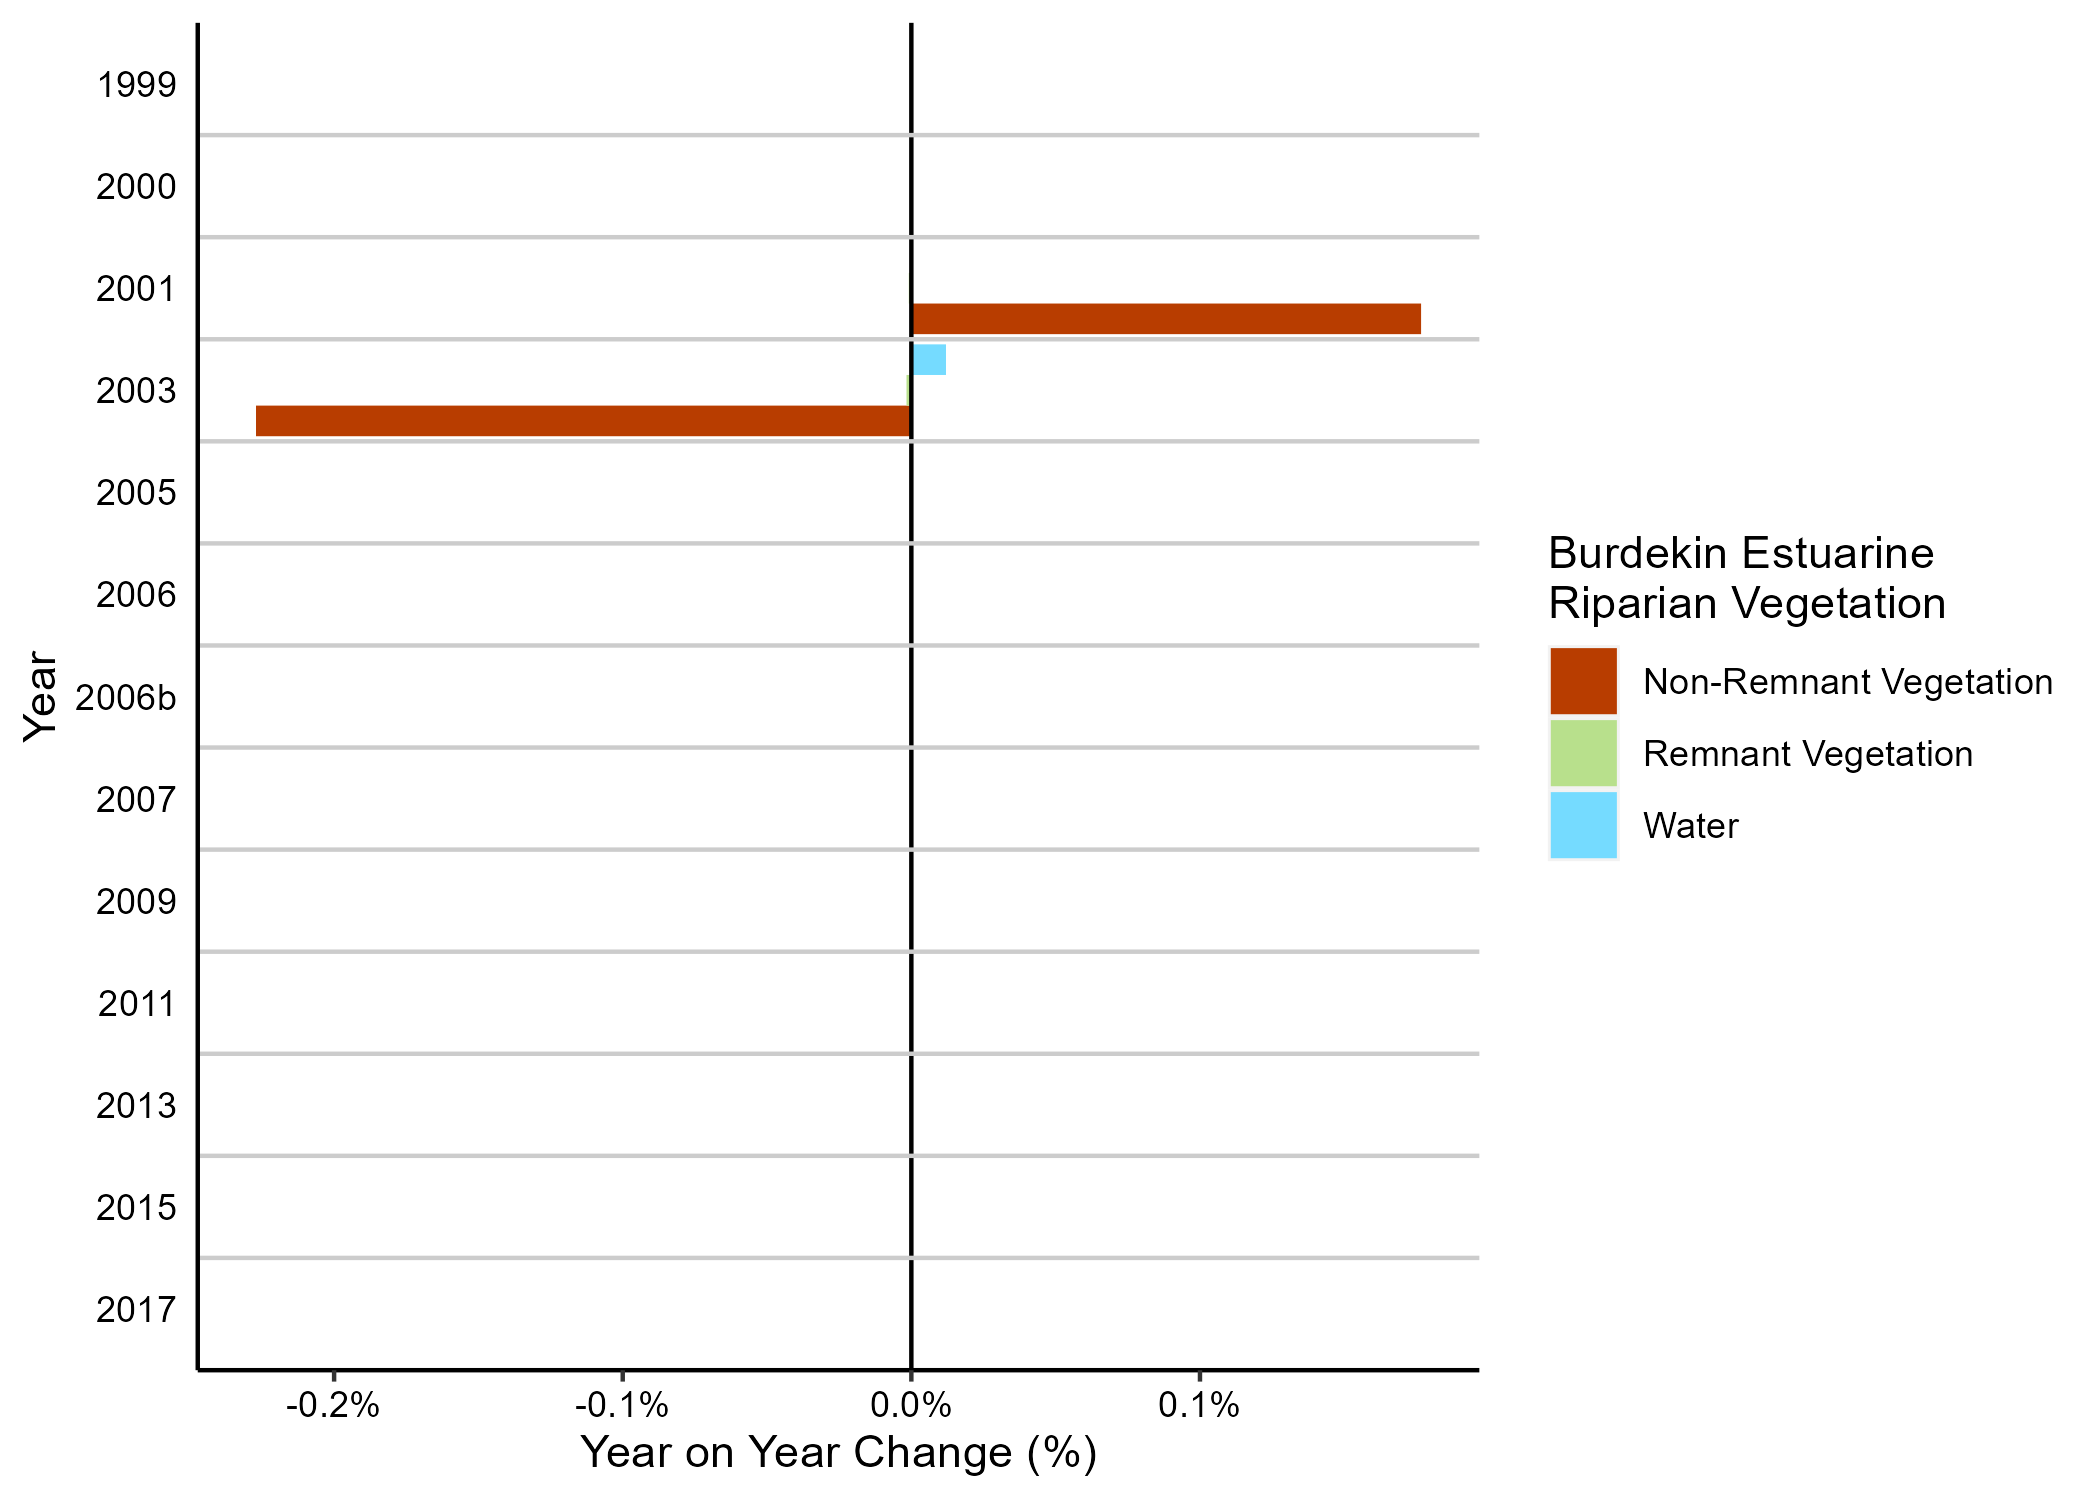 1999
2000
2001
2003
2005
2006
2006b
2007
2009
2011
2013
2015
2017
Year
-0.2%
-0.1%
0.0%
0.1%
Year on Year Change (%)
Burdekin Estuarine
Riparian Vegetation
Non-Remnant Vegetation
Remnant Vegetation
Water